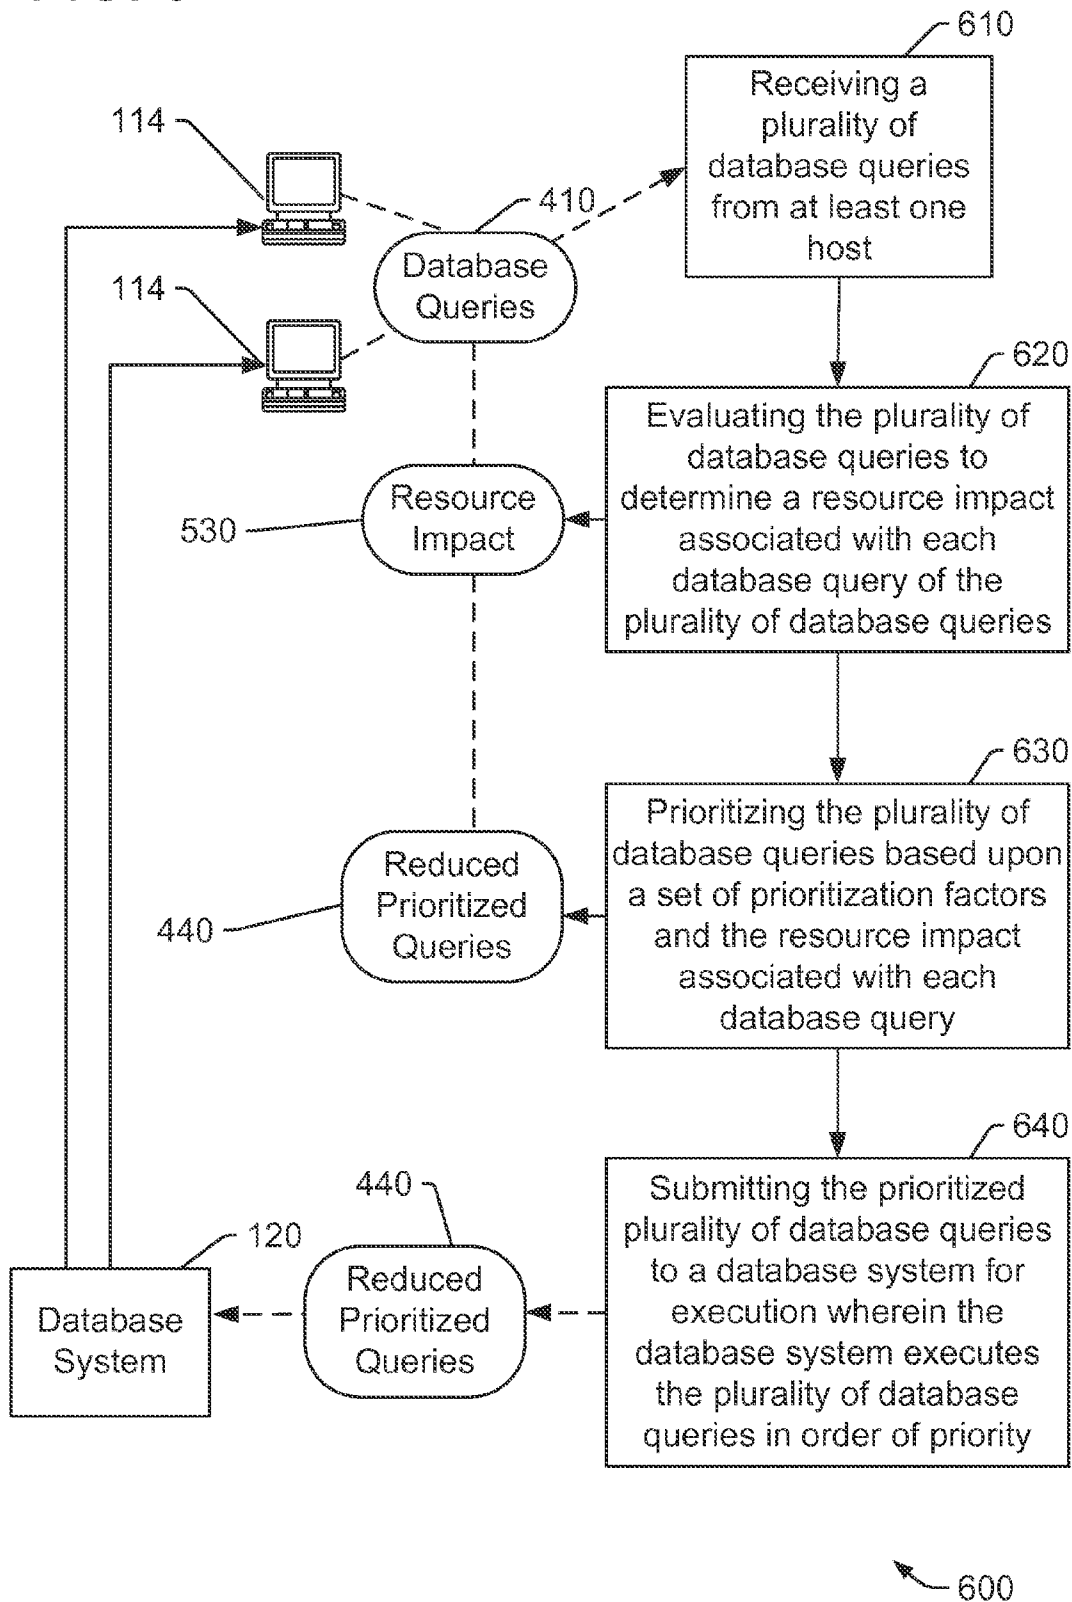 610
Receiving a
plurality of
database queries
from at least one
host
114
410
Database
Queries
114
620
Evaluating the plurality of
database queries to
determine a resource impact
associated with each
database query of the
plurality of database queries
Resource
Impact
530
630
Prioritizing the plurality of
database queries based upon
a set of prioritization factors
and the resource impact
associated with each
database query
Reduced
Prioritized
Queries
440
640
Submitting the prioritized
plurality of database queries
to a database system for
execution wherein the
database system executes
the plurality of database
queries in order of priority
440
Reduced
Prioritized
Queries
120
Database
System
600